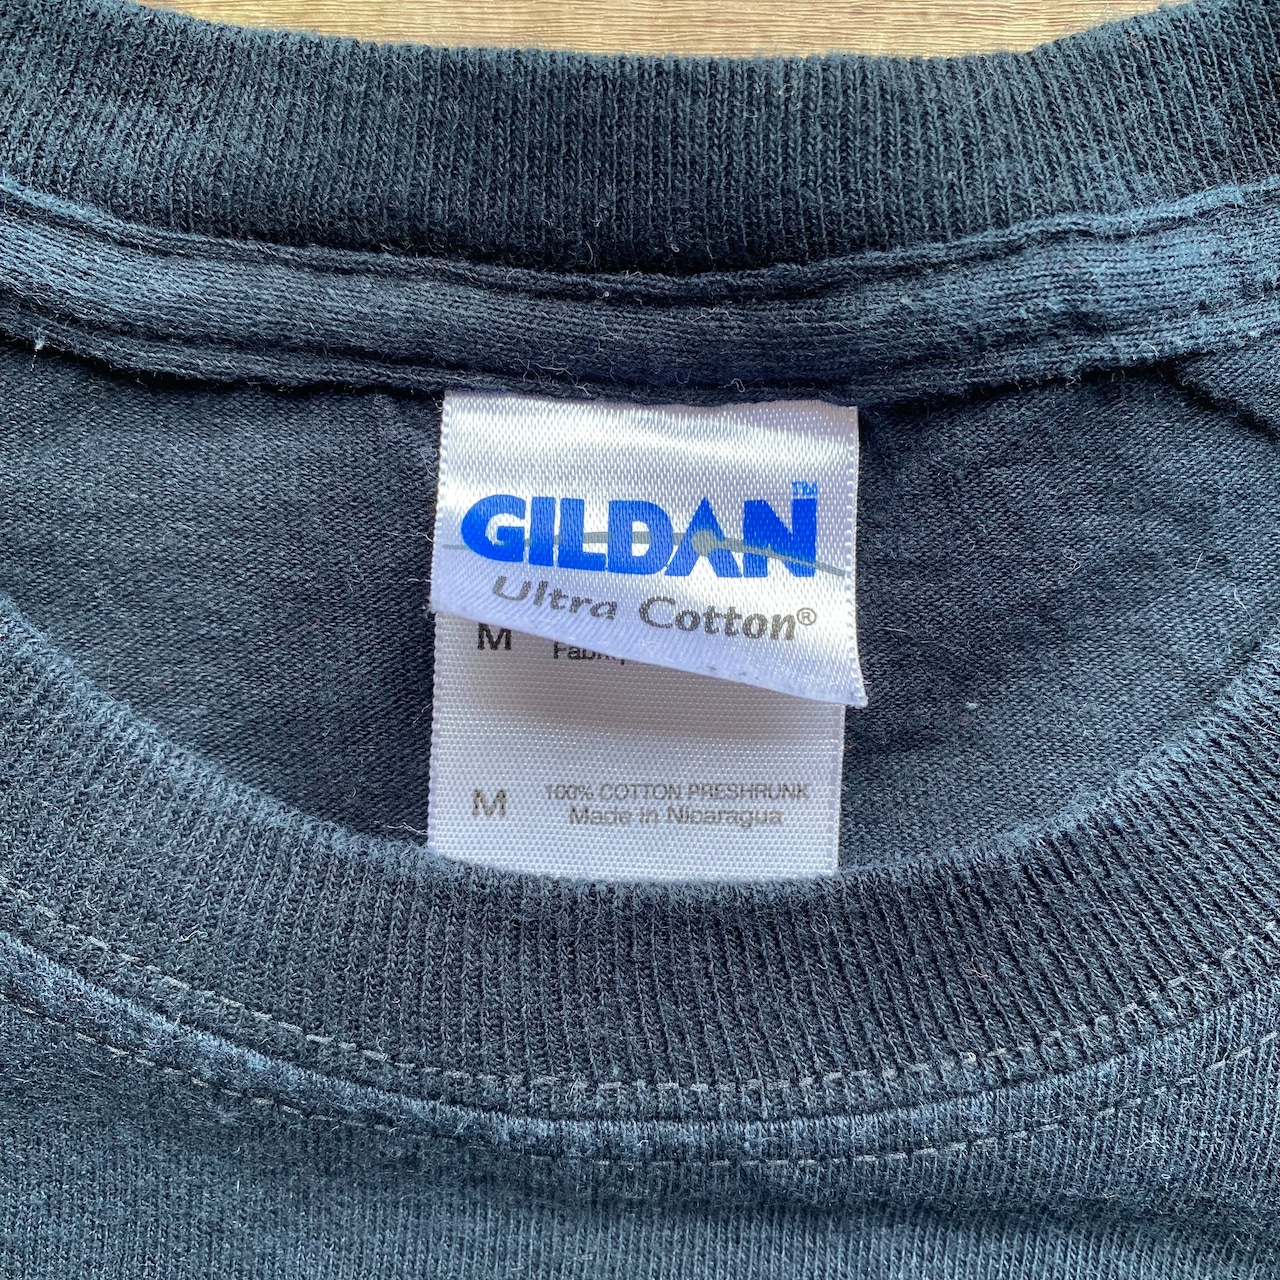 GILDAN™
Ultra Cotton®
M
M 100% COTTON PRESHRUNK
Made in Nicaragua